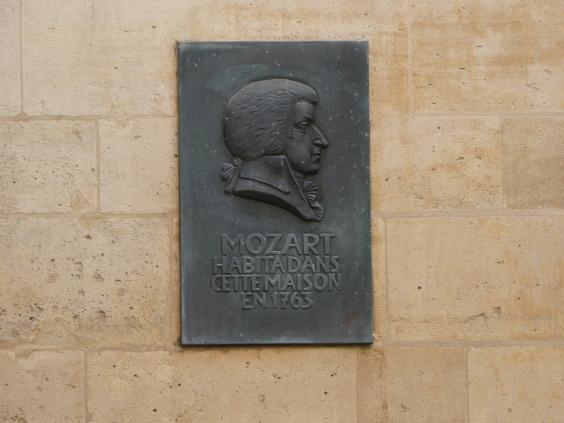 MOZART
HABITA DANS
CETTE MAISON
EN 1763